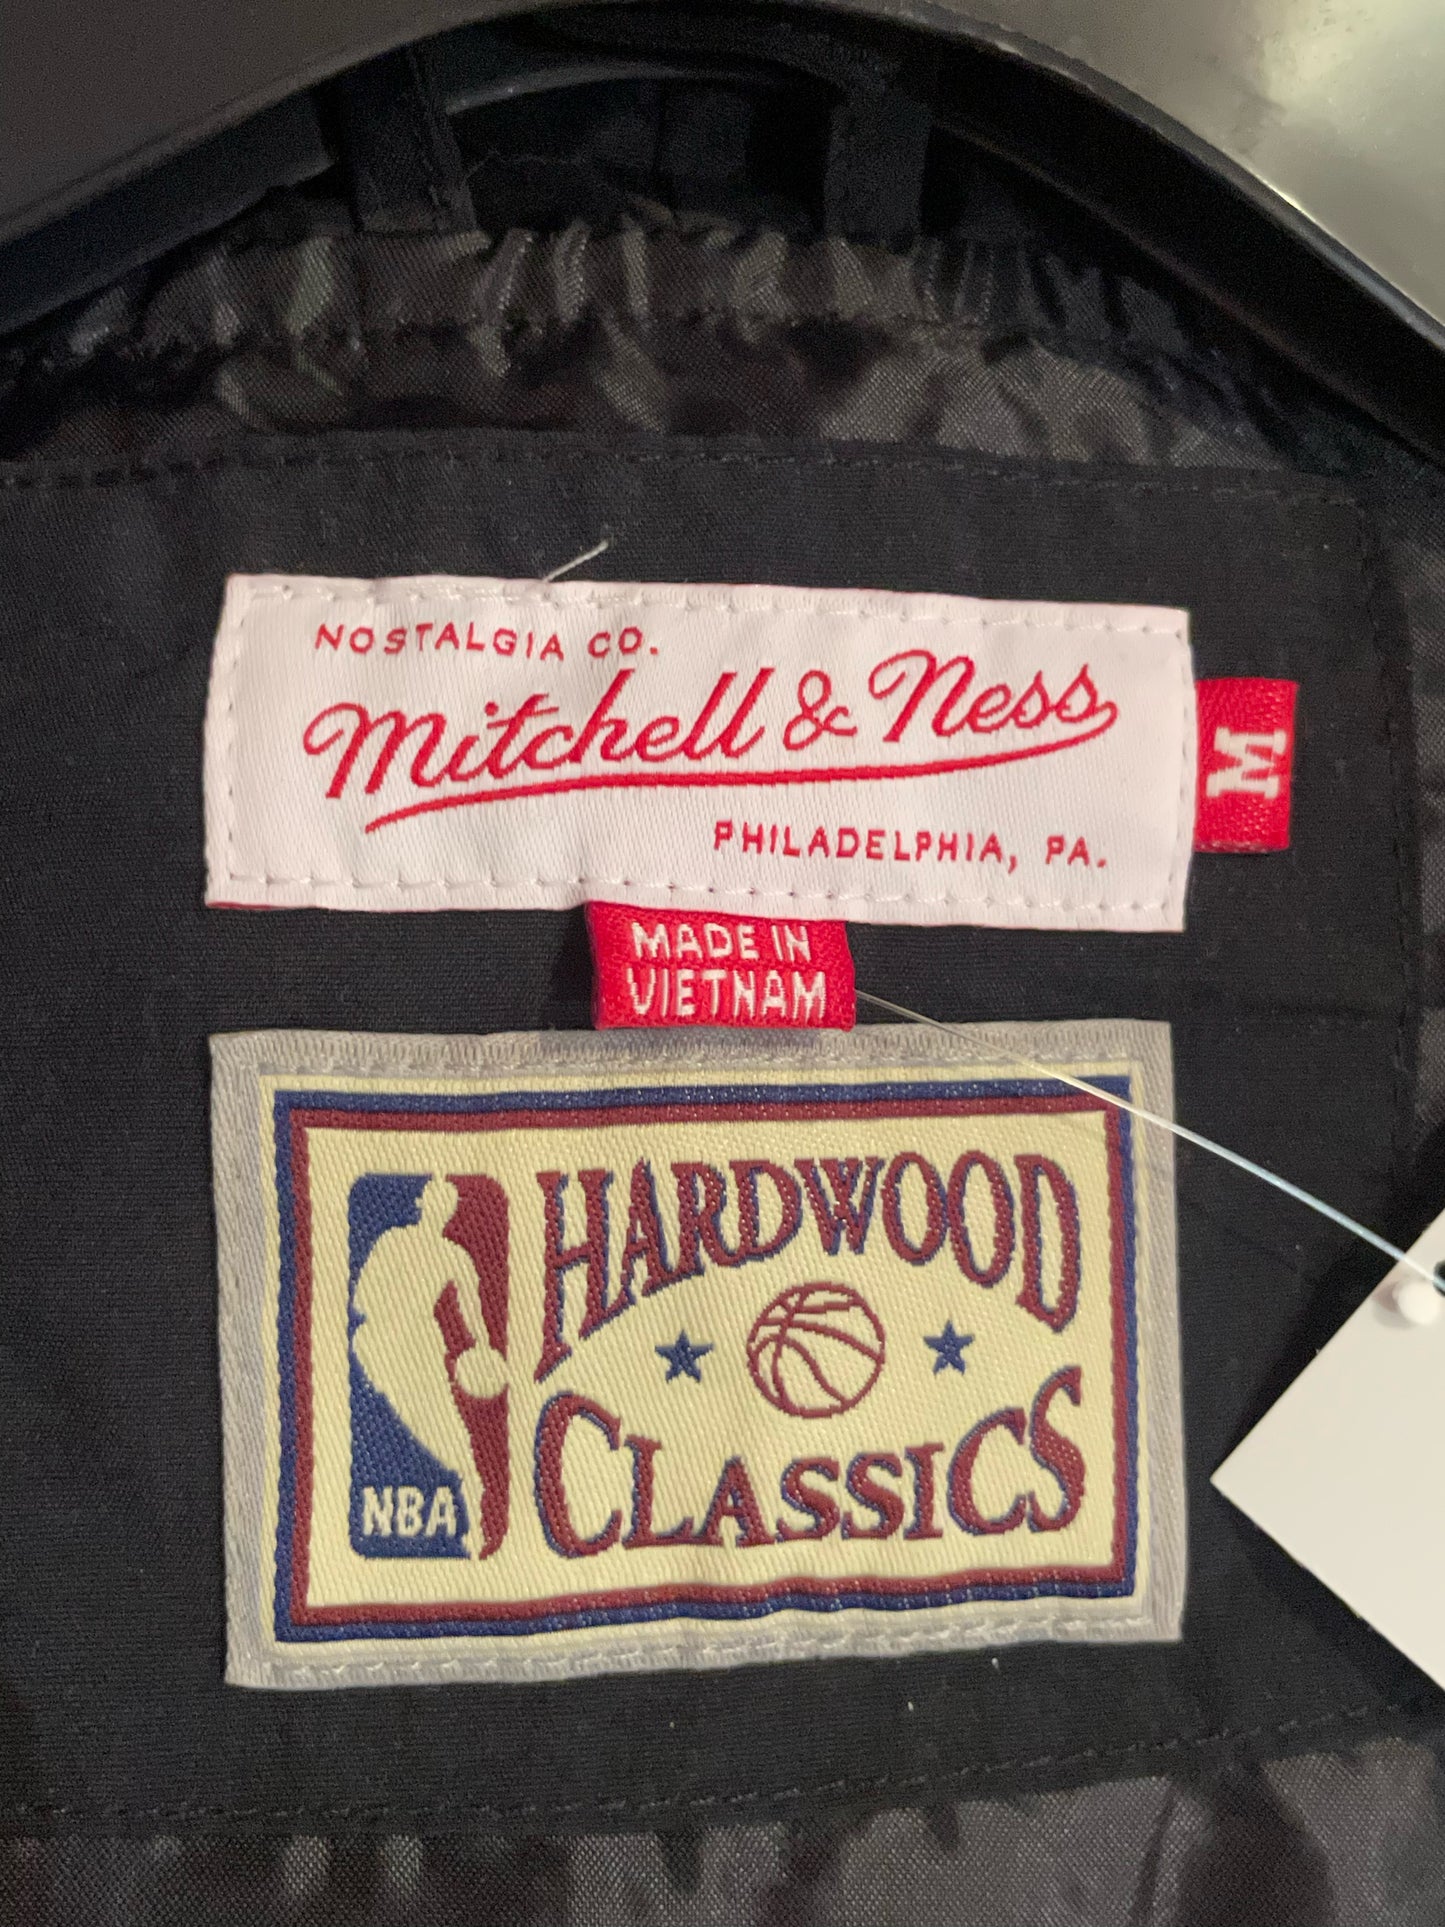 NOSTALGIA CO.
Mitchell & Ness
PHILADELPHIA, PA.
M
MADE IN
VIETNAM
HARDWOOD
CLASSICS
NBA